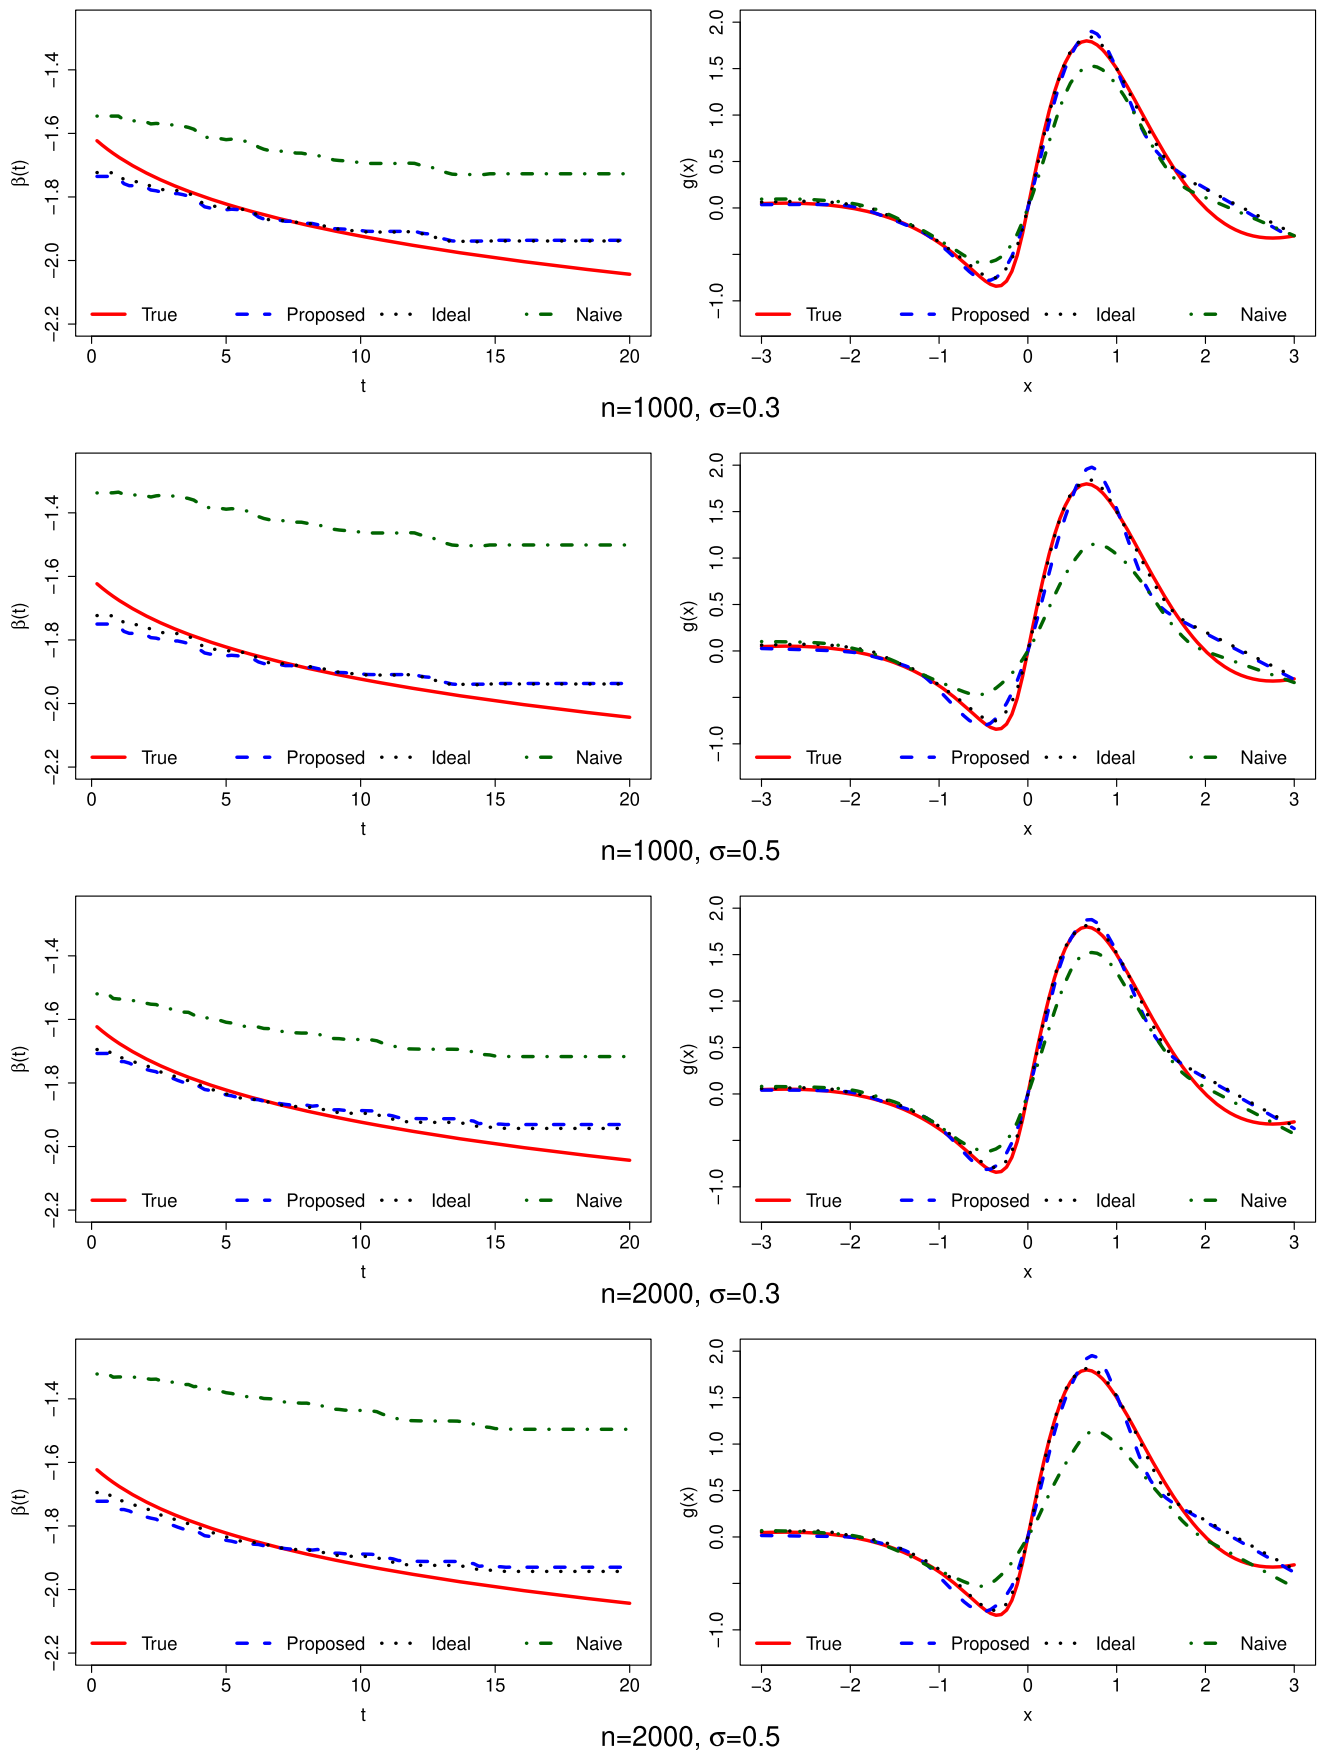 β(t)
−1.4
−1.6
−1.8
−2.0
−2.2
True Proposed Ideal Naive
0 5 10 15 20
t
g(x)
2.0
1.5
1.0
0.5
0.0
−1.0
True Proposed Ideal Naive
−3 −2 −1 0 1 2 3
x
n=1000, σ=0.3
β(t)
−1.4
−1.6
−1.8
−2.0
−2.2
True Proposed Ideal Naive
0 5 10 15 20
t
g(x)
2.0
1.5
1.0
0.5
0.0
−1.0
True Proposed Ideal Naive
−3 −2 −1 0 1 2 3
x
n=1000, σ=0.5
β(t)
−1.4
−1.6
−1.8
−2.0
−2.2
True Proposed Ideal Naive
0 5 10 15 20
t
g(x)
2.0
1.5
1.0
0.5
0.0
−1.0
True Proposed Ideal Naive
−3 −2 −1 0 1 2 3
x
n=2000, σ=0.3
β(t)
−1.4
−1.6
−1.8
−2.0
−2.2
True Proposed Ideal Naive
0 5 10 15 20
t
g(x)
2.0
1.5
1.0
0.5
0.0
−1.0
True Proposed Ideal Naive
−3 −2 −1 0 1 2 3
x
n=2000, σ=0.5